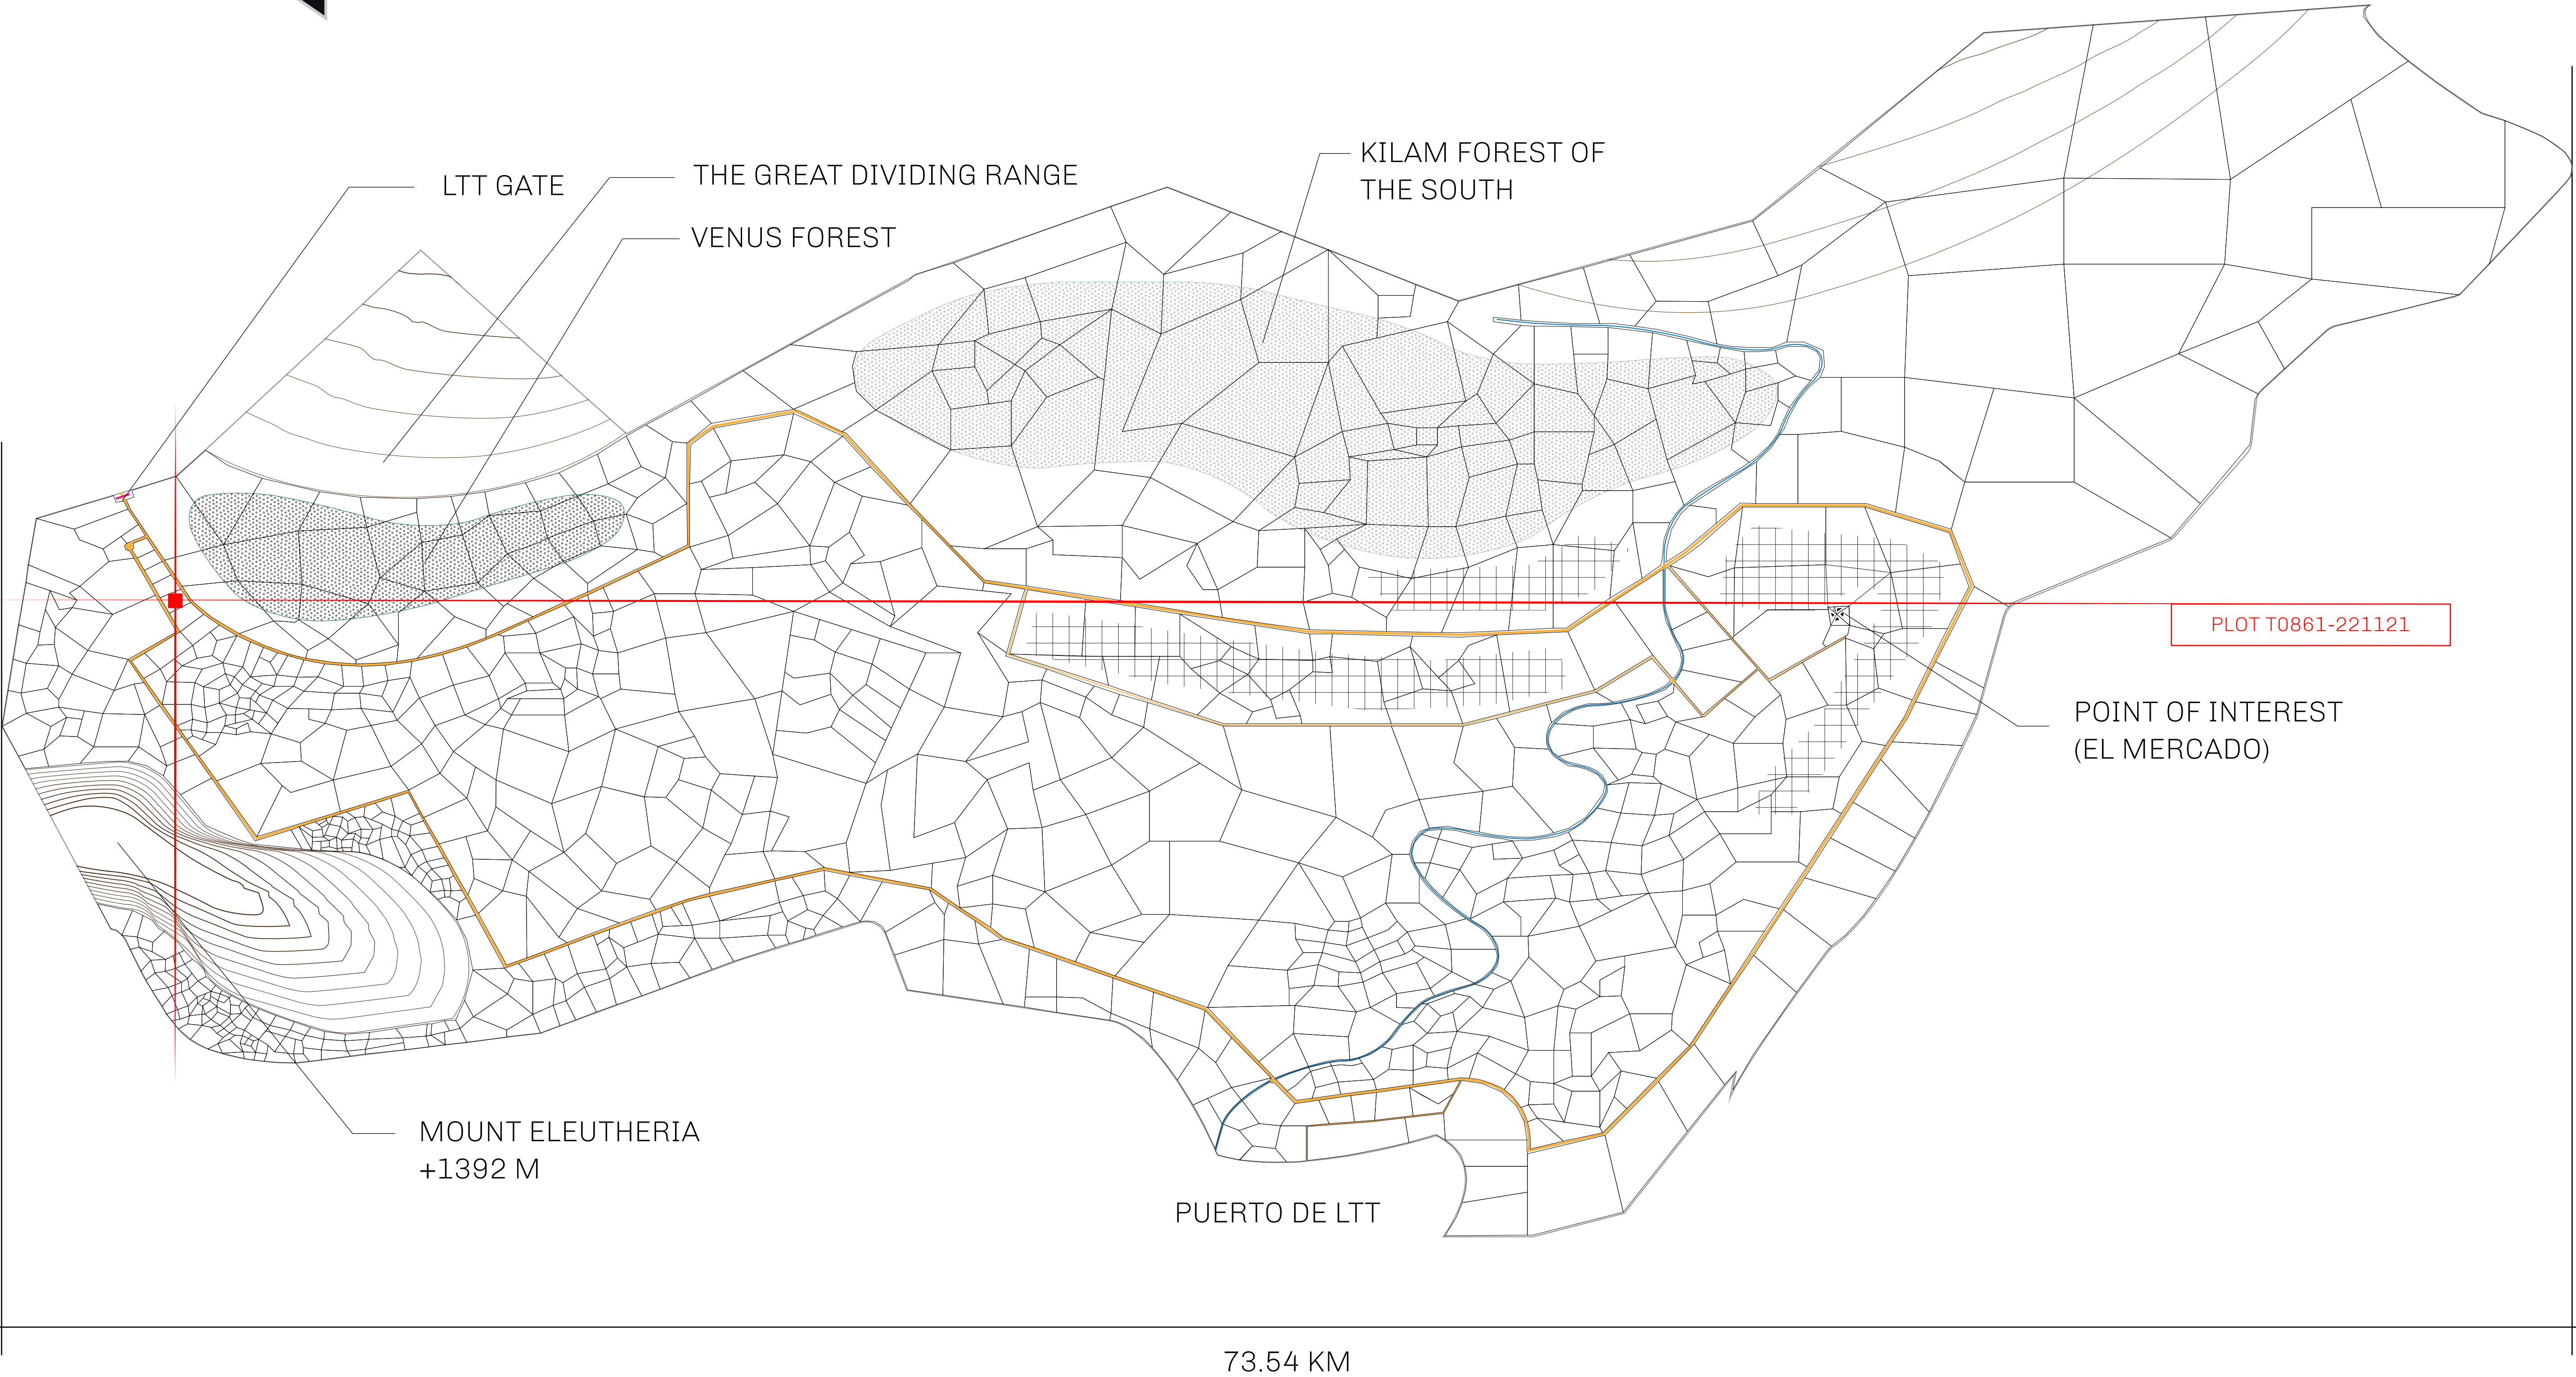 KILAM FOREST OF
THE SOUTH
LTT GATE
THE GREAT DIVIDING RANGE
VENUS FOREST
PLOT T0861-221121
POINT OF INTEREST
(EL MERCADO)
MOUNT ELEUTHERIA
+1392 M
PUERTO DE LTT
73.54 KM